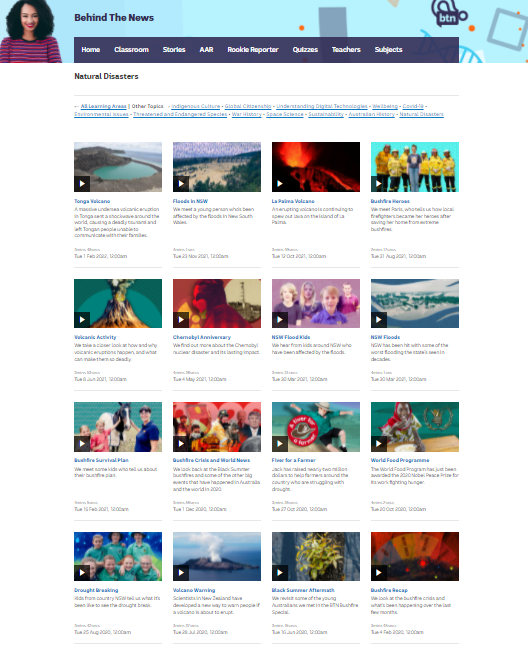 Behind The News
btn
Home Classroom Stories AAR Rookie Reporter Quizzes Teachers Subjects
Natural Disasters
← All Learning Areas | Other Topics - Indigenous Culture • Global Citizenship • Understanding Digital Technologies • Wellbeing • Covid-19 •
Environmental Issues • Threatened and Endangered Species • War History • Space Science • Sustainability • Australian History • Natural Disasters
Tonga Volcano
A massive undersea volcanic eruption
in Tonga sent a shockwave around the
world, causing a deadly tsunami and
left Tongan people unable to
communicate with their families.
Tue 1 Feb 2022, 12:00am
Floods in NSW
We meet a young person who's been
affected by the floods in New South
Wales.
Tue 23 Nov 2021, 12:00am
La Palma Volcano
An erupting volcano is continuing to
spew out lava on the island of La
Palma.
Tue 12 Oct 2021, 12:00am
Bushfire Heroes
We meet Paris, who tells us how local
firefighters became her heroes after
saving her home from extreme
bushfires.
Tue 31 Aug 2021, 12:00am
Volcanic Activity
We take a closer look at how and why
volcanic eruptions happen, and what
can make them so deadly.
Tue 8 Jun 2021, 12:00am
Chernobyl Anniversary
We find out more about the Chernobyl
nuclear disaster and its lasting impact.
Tue 4 May 2021, 12:00am
NSW Flood Kids
We hear from kids around NSW who
have been affected by the floods.
Tue 30 Mar 2021, 12:00am
NSW Floods
NSW has been hit with some of the
worst flooding the state's seen in
decades.
Tue 30 Mar 2021, 12:00am
Bushfire Survival Plan
We meet some kids who tell us about
their bushfire plan.
Tue 16 Feb 2021, 12:00am
Bushfire Crisis and World News
We look back at the Black Summer
bushfires and some of the other big
events that have happened in Australia
and the world in 2020.
Tue 1 Dec 2020, 12:00am
Fiver for a Farmer
Jack has raised nearly two million
dollars to help farmers around the
country who are struggling with
drought.
Tue 27 Oct 2020, 12:00am
World Food Programme
The World Food Program has just been
awarded the 2020 Nobel Peace Prize for
its work fighting hunger.
Tue 20 Oct 2020, 12:00am
Drought Breaking
Kids from country NSW tell us what it's
been like to see the drought break.
Tue 25 Aug 2020, 12:00am
Volcano Warning
Scientists in New Zealand have
developed a new way to warn people if
a volcano is about to erupt.
Tue 28 Jul 2020, 12:00am
Black Summer Aftermath
We revisit some of the young
Australians we met in the BTN Bushfire
Special.
Tue 16 Jun 2020, 12:00am
Bushfire Recap
We look at the bushfire crisis and
what's been happening over the last
few months.
Tue 4 Feb 2020, 12:00am